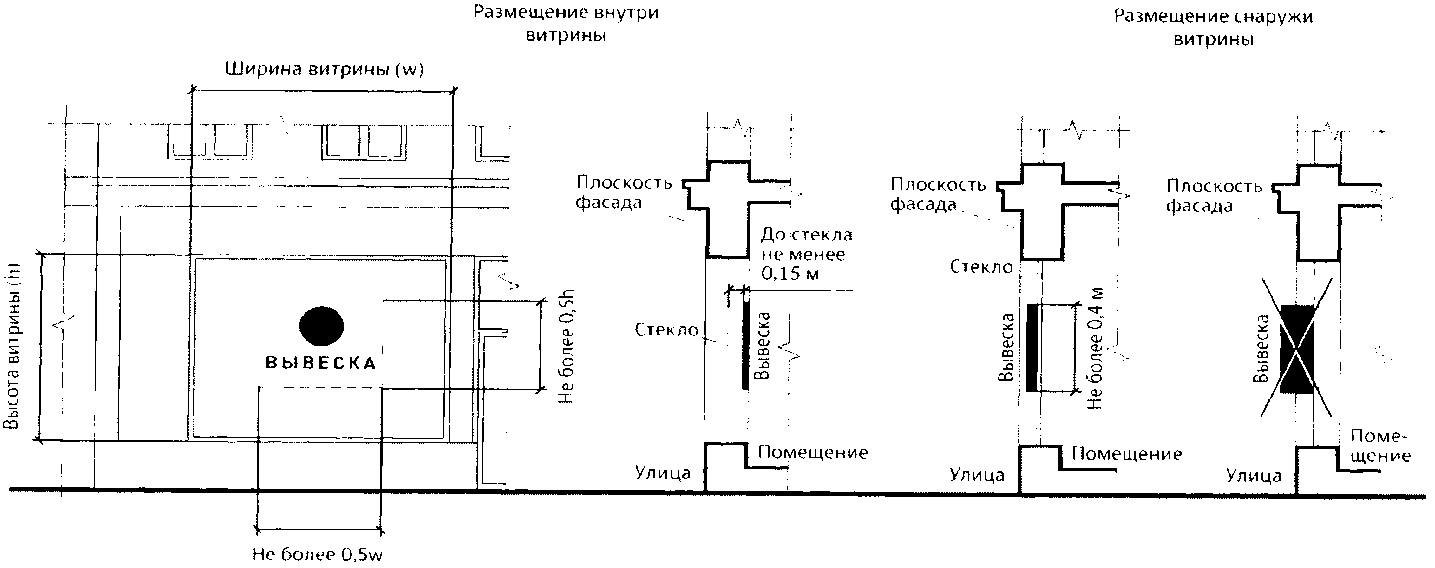 Размещение внутри
витрины
Размещение снаружи
витрины
Ширина витрины (w)
Высота витрины (h)
ВЫВЕСКА
Не более 0,5h
Не более 0,5w
Плоскость
фасада
До стекла
не менее
0,15 м
Стекло
Вывеска
Улица
Помещение
Плоскость
фасада
Стекло
Вывеска
Не более 0,4 м
Улица
Помещение
Плоскость
фасада
Вывеска
Улица
Поме-
щение